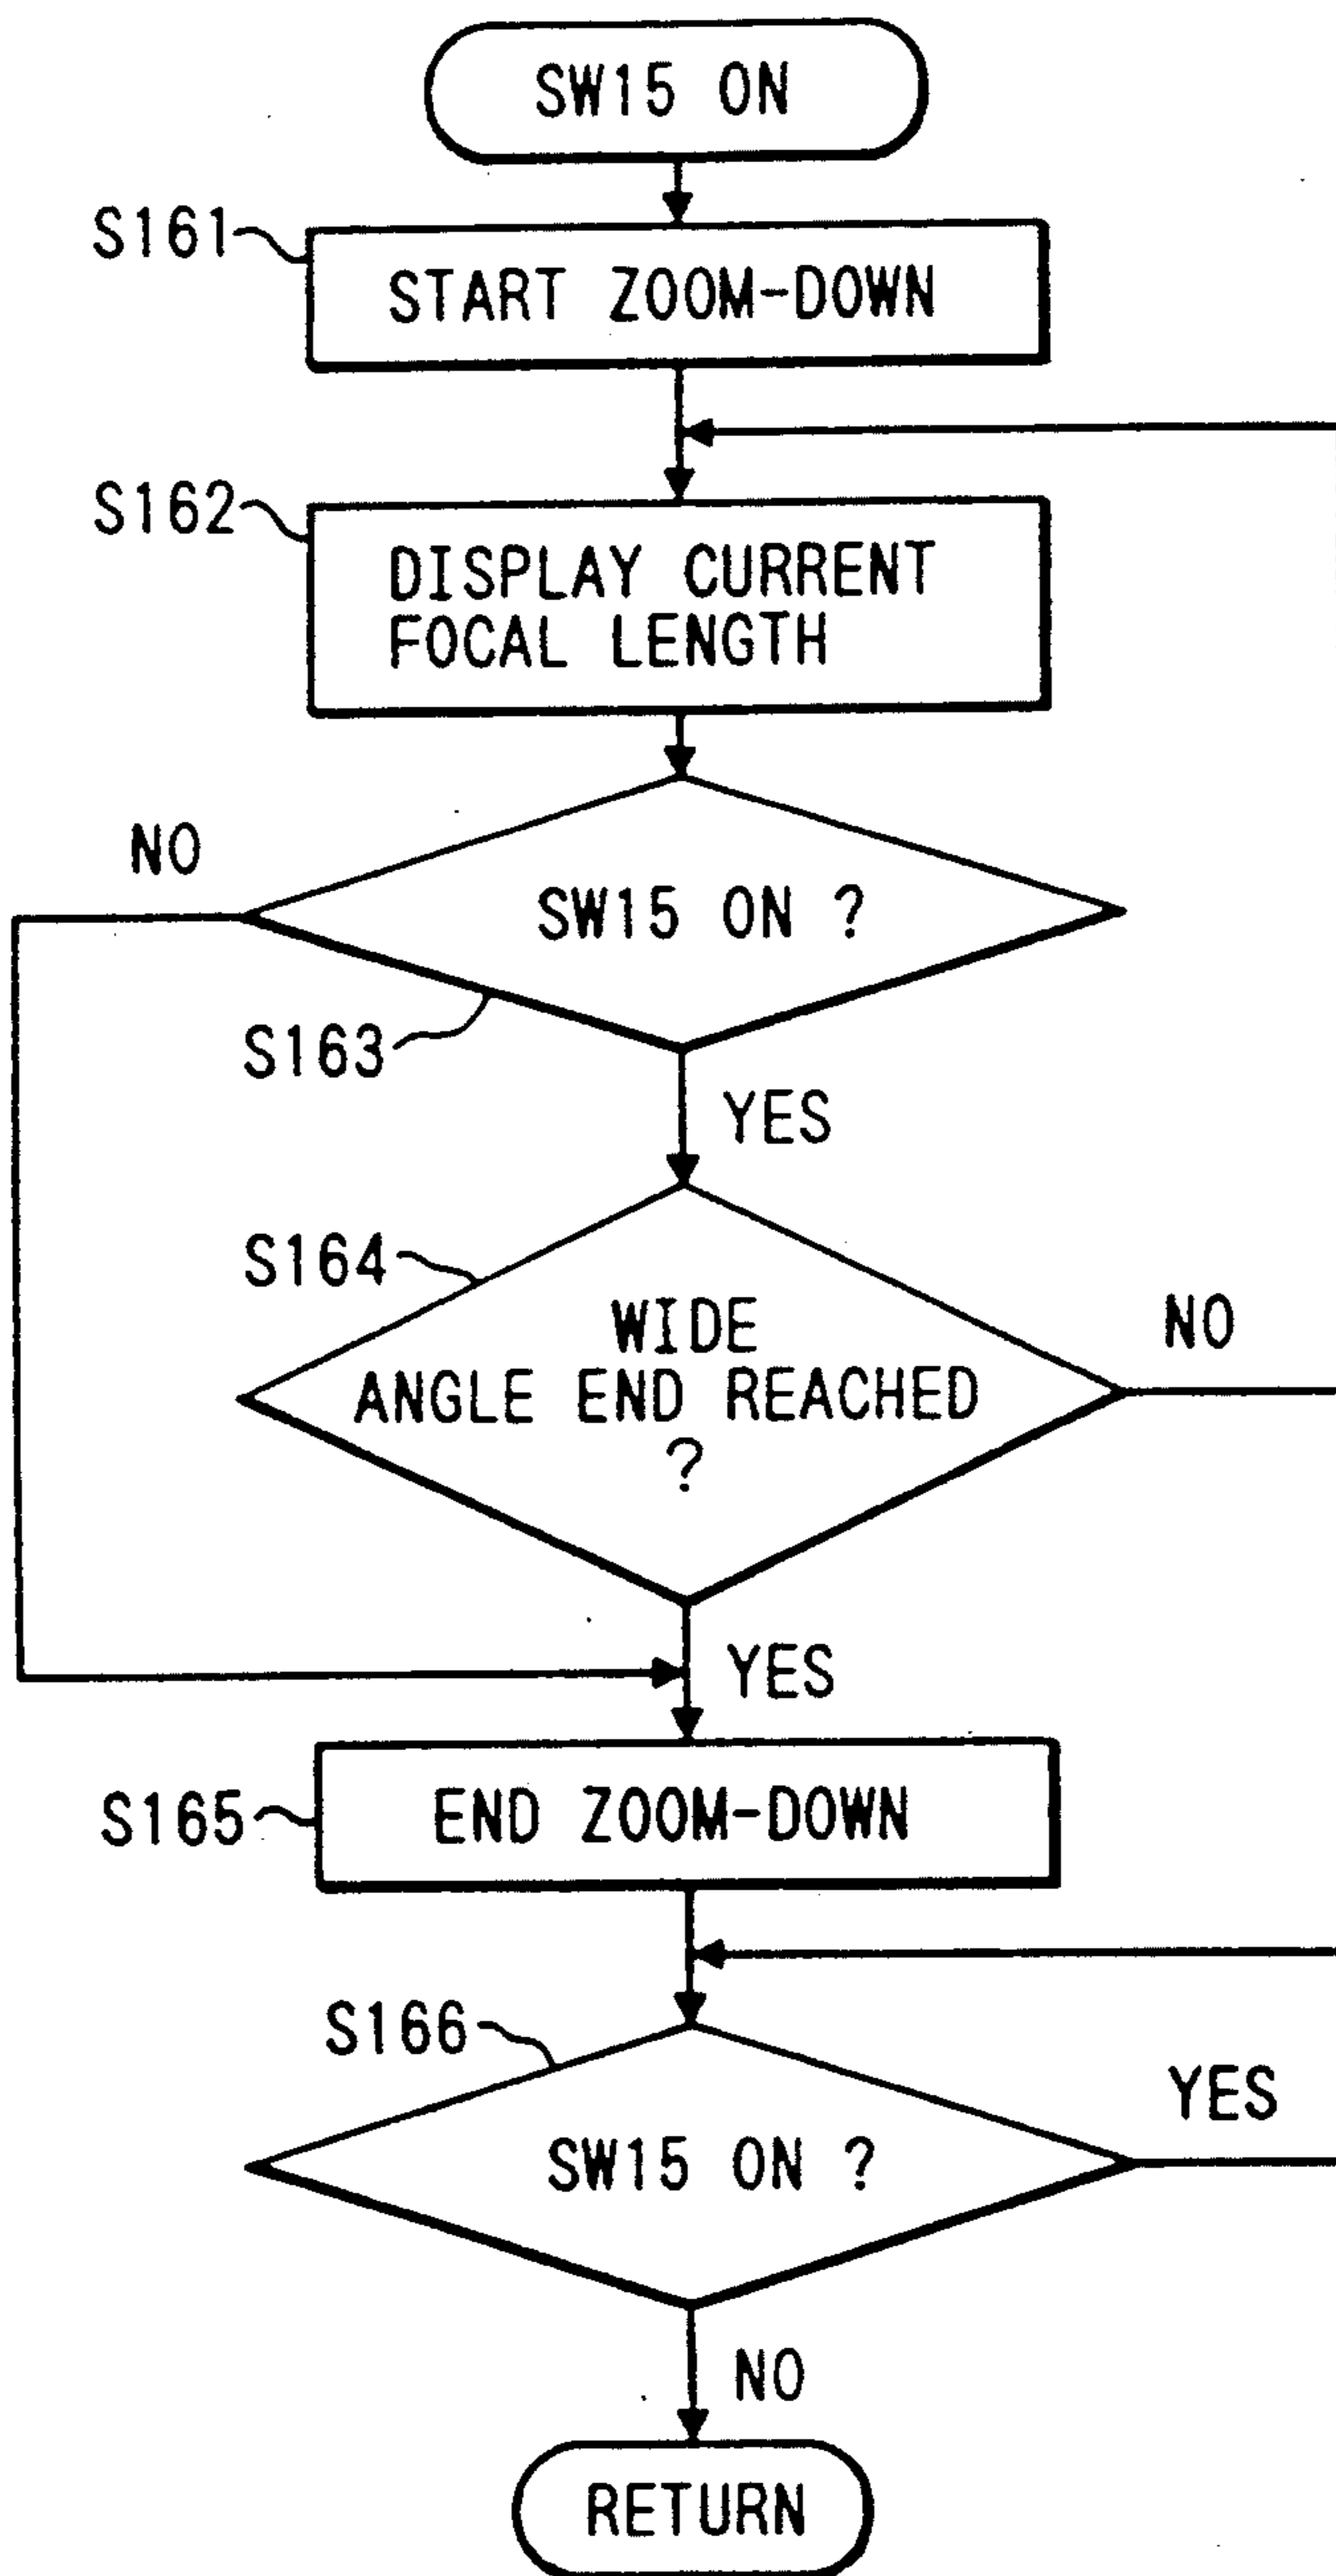 SW15 ON
S161
START ZOOM-DOWN
S162
DISPLAY CURRENT
FOCAL LENGTH
NO
SW15 ON ?
S163
YES
S164
WIDE
ANGLE END REACHED
?
NO
YES
S165
END ZOOM-DOWN
S166
YES
SW15 ON ?
NO
RETURN